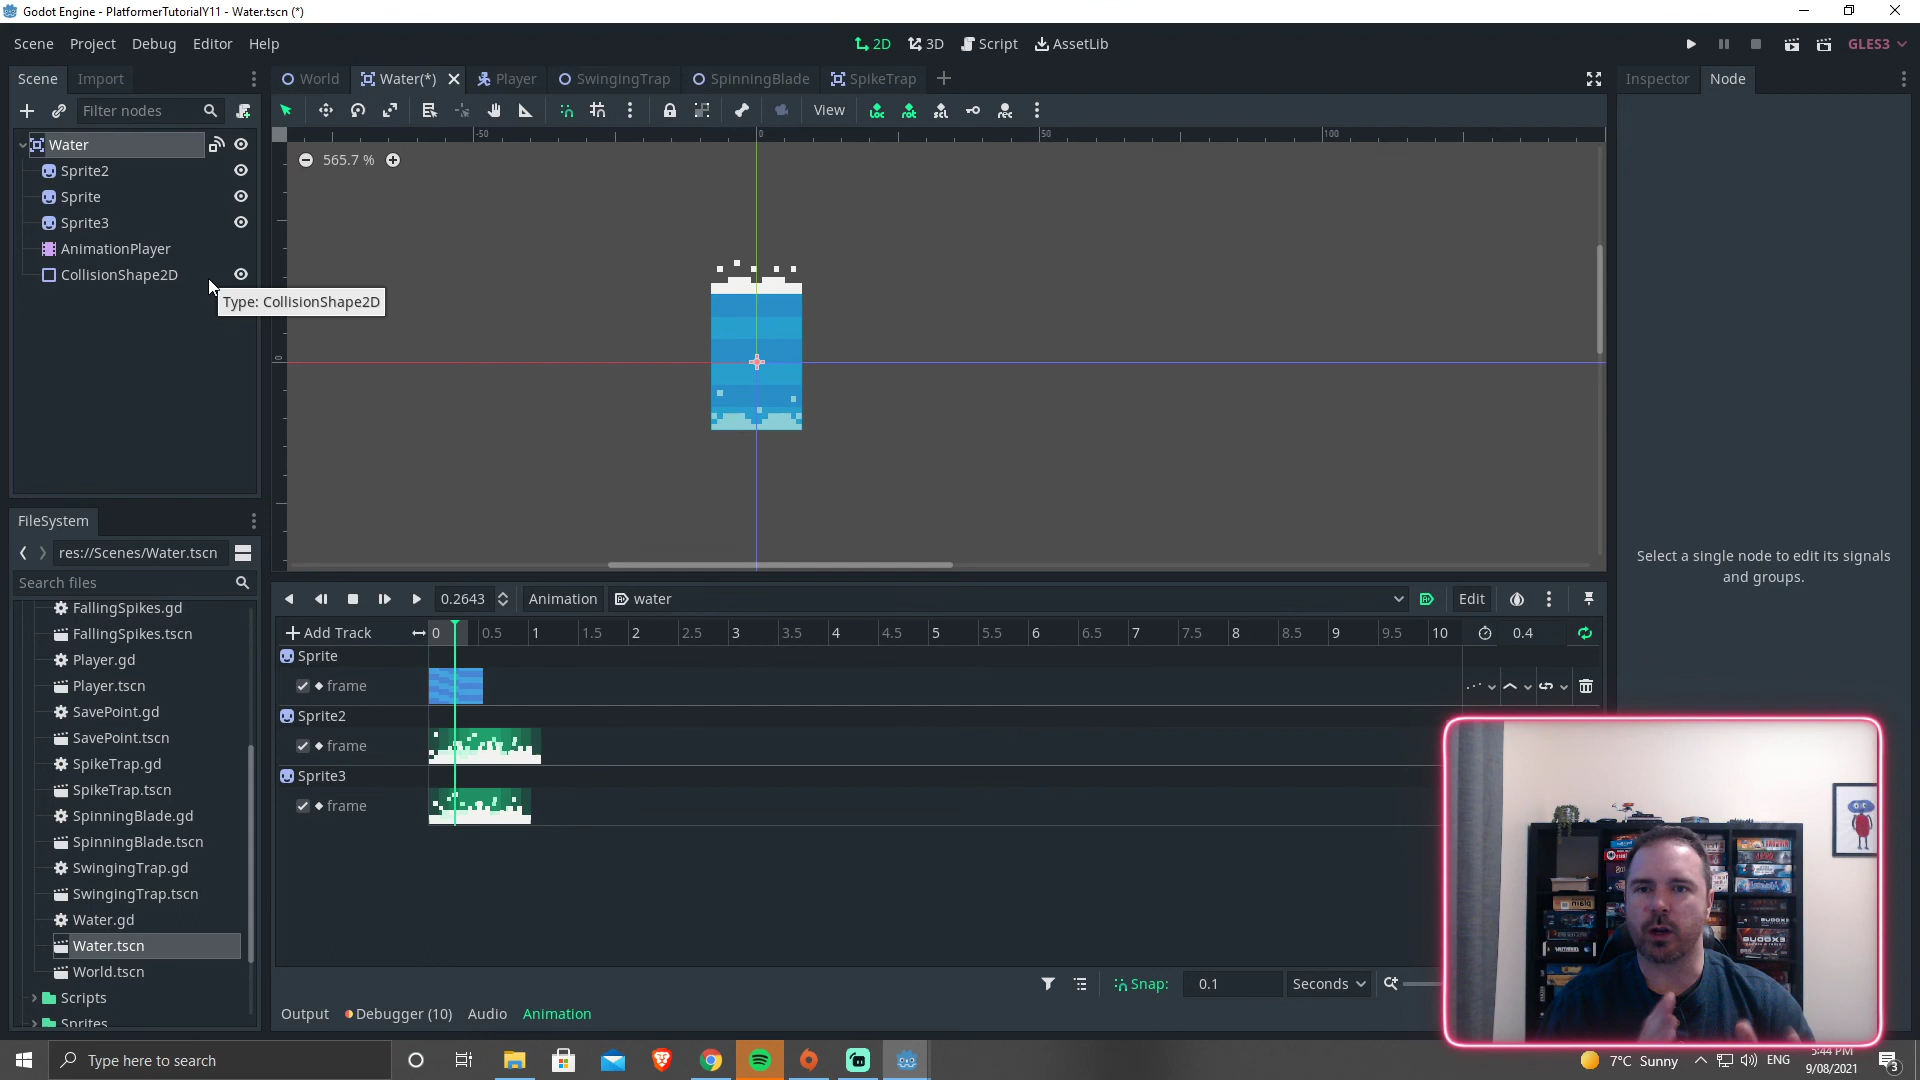 Godot Engine - PlatformerTutorialY11 - Water.tscn (*)
Scene Project Debug Editor Help
2D 3D Script AssetLib
GLES3
Scene Import
World Water(*) Player SwingingTrap SpinningBlade SpikeTrap
Inspector Node
Filter nodes
View
-50 0 50 100
565.7 %
Water
Sprite2
Sprite
Sprite3
AnimationPlayer
CollisionShape2D
Type: CollisionShape2D
0
Select a single node to edit its signals
and groups.
FileSystem
res://Scenes/Water.tscn
Search files
FallingSpikes.gd
FallingSpikes.tscn
Player.gd
Player.tscn
SavePoint.gd
SavePoint.tscn
SpikeTrap.gd
SpikeTrap.tscn
SpinningBlade.gd
SpinningBlade.tscn
SwingingTrap.gd
SwingingTrap.tscn
Water.gd
Water.tscn
World.tscn
Scripts
Sprites
0.2643 Animation water Edit
Add Track 0 0.5 1 1.5 2 2.5 3 3.5 4 4.5 5 5.5 6 6.5 7 7.5 8 8.5 9 9.5 10 0.4
Sprite
frame
Sprite2
frame
Sprite3
frame
Snap: 0.1 Seconds
Output Debugger (10) Audio Animation
Type here to search
7°C Sunny
ENG
5:44 PM
9/08/2021
3